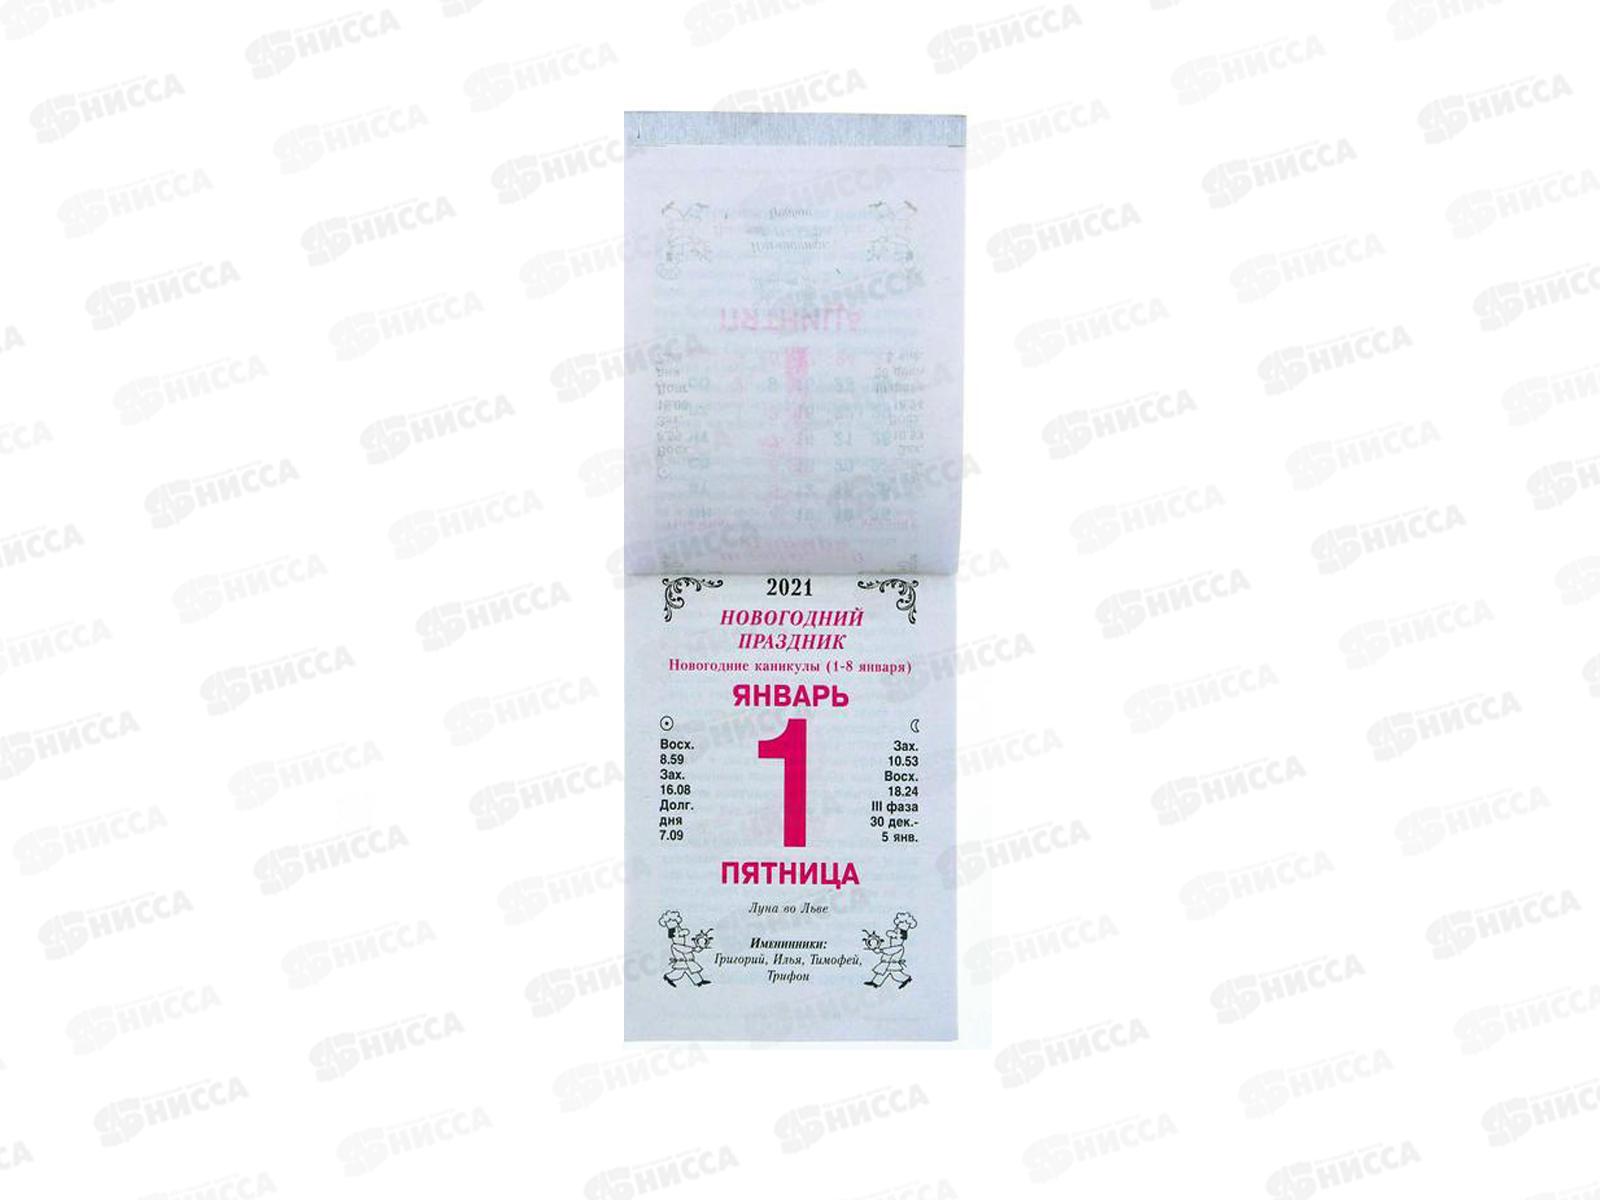 2021
НОВОГОДНИЙ
ПРАЗДНИК
Новогодние каникулы (1-8 января)
ЯНВАРЬ
1
Восх.
8.59
Зах.
16.08
Долг.
дня
7.09
Зах.
10.53
Восх.
18.24
III фаза
30 дек.-
5 янв.
ПЯТНИЦА
Луна во Льве
Именинники:
Григорий, Илья, Тимофей,
Трифон
НИССА